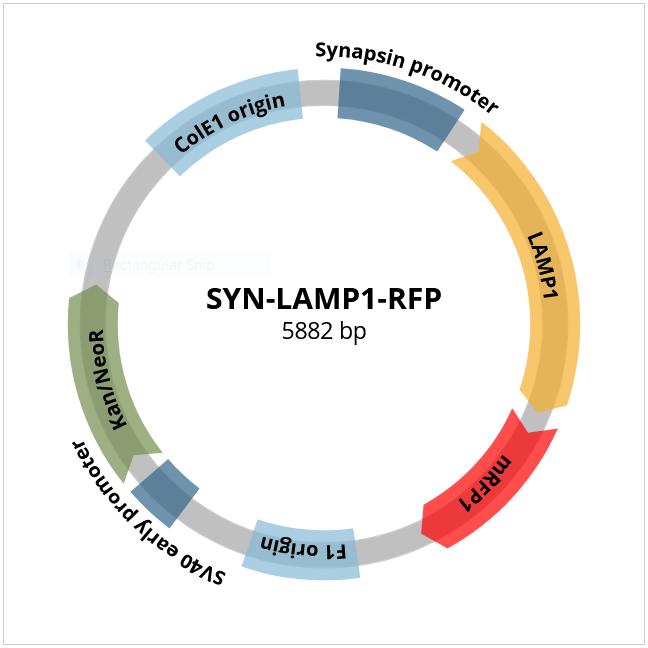 Synapsin promoter
ColE1 origin
LAMP1
Rectangular Snip
SYN-LAMP1-RFP
5882 bp
Kan/NeoR
mRFP1
SV40 early promoter
F1 origin